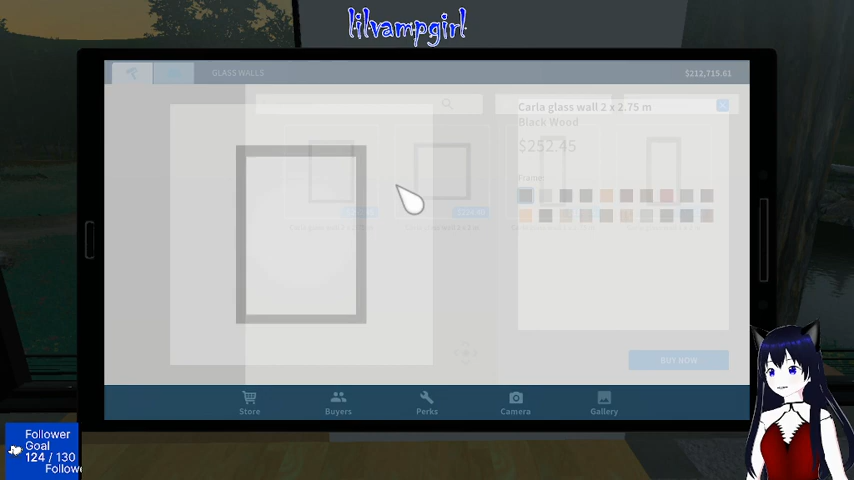 lilvampgirl
GLASS WALLS
$212,715.61
Carla glass wall 2 x 2.75 m
Black Wood
$252.45
Frame:
BUY NOW
Store
Buyers
Perks
Camera
Gallery
Follower
Goal
124 / 130
Followe